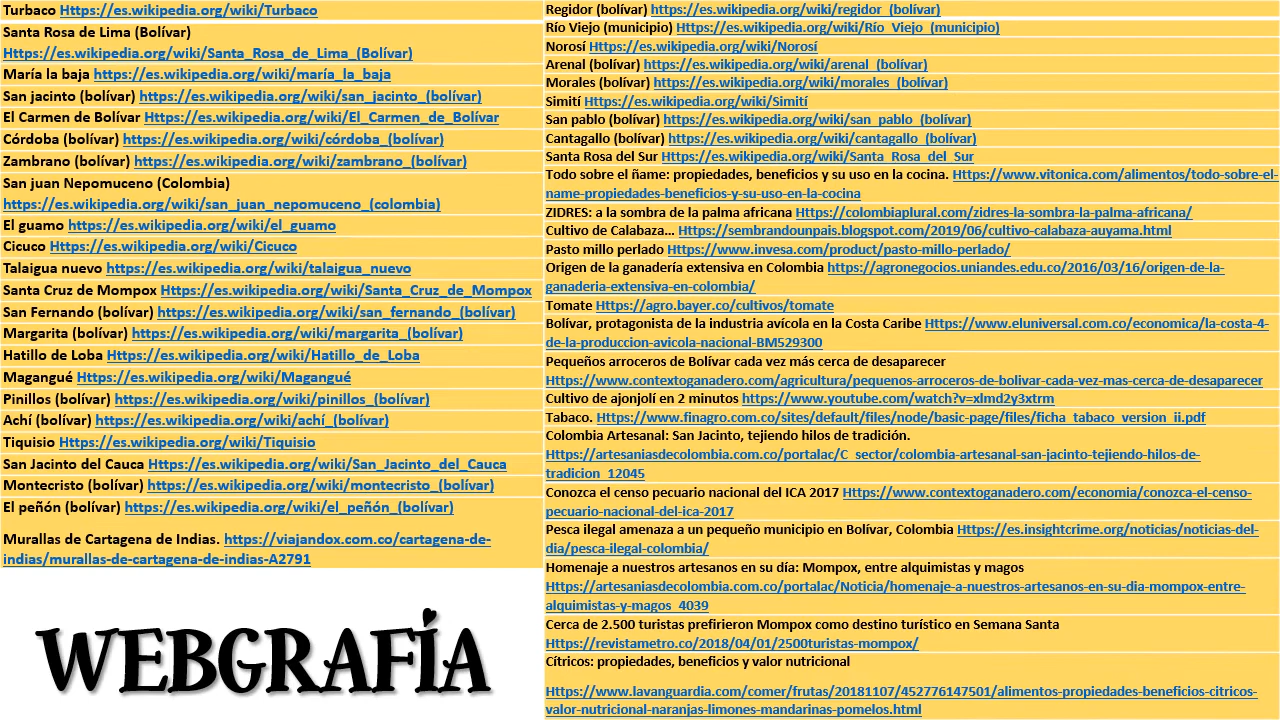 Turbaco Https://es.wikipedia.org/wiki/Turbaco
Santa Rosa de Lima (Bolívar)
Https://es.wikipedia.org/wiki/Santa_Rosa_de_Lima_(Bolívar)
María la baja https://es.wikipedia.org/wiki/maría_la_baja
San jacinto (bolívar) https://es.wikipedia.org/wiki/san_jacinto_(bolívar)
El Carmen de Bolívar Https://es.wikipedia.org/wiki/El_Carmen_de_Bolívar
Córdoba (bolívar) https://es.wikipedia.org/wiki/córdoba_(bolívar)
Zambrano (bolívar) https://es.wikipedia.org/wiki/zambrano_(bolívar)
San juan Nepomuceno (Colombia)
https://es.wikipedia.org/wiki/san_juan_nepomuceno_(colombia)
El guamo https://es.wikipedia.org/wiki/el_guamo
Cicuco Https://es.wikipedia.org/wiki/Cicuco
Talaigua nuevo https://es.wikipedia.org/wiki/talaigua_nuevo
Santa Cruz de Mompox Https://es.wikipedia.org/wiki/Santa_Cruz_de_Mompox
San Fernando (bolívar) https://es.wikipedia.org/wiki/san_fernando_(bolívar)
Margarita (bolívar) https://es.wikipedia.org/wiki/margarita_(bolívar)
Hatillo de Loba Https://es.wikipedia.org/wiki/Hatillo_de_Loba
Magangué Https://es.wikipedia.org/wiki/Magangué
Pinillos (bolívar) https://es.wikipedia.org/wiki/pinillos_(bolívar)
Achí (bolívar) https://es.wikipedia.org/wiki/achí_(bolívar)
Tiquisio Https://es.wikipedia.org/wiki/Tiquisio
San Jacinto del Cauca Https://es.wikipedia.org/wiki/San_Jacinto_del_Cauca
Montecristo (bolívar) https://es.wikipedia.org/wiki/montecristo_(bolívar)
El peñón (bolívar) https://es.wikipedia.org/wiki/el_peñón_(bolívar)
Murallas de Cartagena de Indias. https://viajandox.com.co/cartagena-de-
indias/murallas-de-cartagena-de-indias-A2791
WEBGRAFÍA
Regidor (bolívar) https://es.wikipedia.org/wiki/regidor_(bolívar)
Río Viejo (municipio) Https://es.wikipedia.org/wiki/Río_Viejo_(municipio)
Norosí Https://es.wikipedia.org/wiki/Norosí
Arenal (bolívar) https://es.wikipedia.org/wiki/arenal_(bolívar)
Morales (bolívar) https://es.wikipedia.org/wiki/morales_(bolívar)
Simití Https://es.wikipedia.org/wiki/Simití
San pablo (bolívar) https://es.wikipedia.org/wiki/san_pablo_(bolívar)
Cantagallo (bolívar) https://es.wikipedia.org/wiki/cantagallo_(bolívar)
Santa Rosa del Sur Https://es.wikipedia.org/wiki/Santa_Rosa_del_Sur
Todo sobre el ñame: propiedades, beneficios y su uso en la cocina. Https://www.vitonica.com/alimentos/todo-sobre-el-
name-propiedades-beneficios-y-su-uso-en-la-cocina
ZIDRES: a la sombra de la palma africana Https://colombiaplural.com/zidres-la-sombra-la-palma-africana/
Cultivo de Calabaza… Https://sembrandounpais.blogspot.com/2019/06/cultivo-calabaza-auyama.html
Pasto millo perlado Https://www.invesa.com/product/pasto-millo-perlado/
Origen de la ganadería extensiva en Colombia https://agronegocios.uniandes.edu.co/2016/03/16/origen-de-la-
ganaderia-extensiva-en-colombia/
Tomate Https://agro.bayer.co/cultivos/tomate
Bolívar, protagonista de la industria avícola en la Costa Caribe Https://www.eluniversal.com.co/economica/la-costa-4-
de-la-produccion-avicola-nacional-BM529300
Pequeños arroceros de Bolívar cada vez más cerca de desaparecer
Https://www.contextoganadero.com/agricultura/pequenos-arroceros-de-bolivar-cada-vez-mas-cerca-de-desaparecer
Cultivo de ajonjolí en 2 minutos https://www.youtube.com/watch?v=xlmd2y3xtrm
Tabaco. Https://www.finagro.com.co/sites/default/files/node/basic-page/files/ficha_tabaco_version_ii.pdf
Colombia Artesanal: San Jacinto, tejiendo hilos de tradición.
Https://artesaniasdecolombia.com.co/portalac/C_sector/colombia-artesanal-san-jacinto-tejiendo-hilos-de-
tradicion_12045
Conozca el censo pecuario nacional del ICA 2017 Https://www.contextoganadero.com/economia/conozca-el-censo-
pecuario-nacional-del-ica-2017
Pesca ilegal amenaza a un pequeño municipio en Bolívar, Colombia Https://es.insightcrime.org/noticias/noticias-del-
dia/pesca-ilegal-colombia/
Homenaje a nuestros artesanos en su día: Mompox, entre alquimistas y magos
Https://artesaniasdecolombia.com.co/portalac/Noticia/homenaje-a-nuestros-artesanos-en-su-dia-mompox-entre-
alquimistas-y-magos_4039
Cerca de 2.500 turistas prefirieron Mompox como destino turístico en Semana Santa
Https://revistametro.co/2018/04/01/2500turistas-mompox/
Cítricos: propiedades, beneficios y valor nutricional
Https://www.lavanguardia.com/comer/frutas/20181107/452776147501/alimentos-propiedades-beneficios-citricos-
valor-nutricional-naranjas-limones-mandarinas-pomelos.html